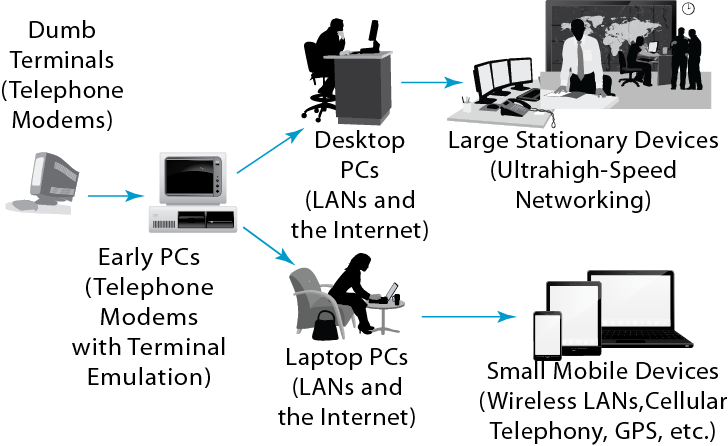 Dumb
Terminals
(Telephone
Modems)
Early PCs
(Telephone
Modems
with Terminal
Emulation)
Desktop
PCs
(LANs and
the Internet)
Large Stationary Devices
(Ultrahigh-Speed
Networking)
Laptop PCs
(LANs and
the Internet)
Small Mobile Devices
(Wireless LANs,Cellular
Telephony, GPS, etc.)